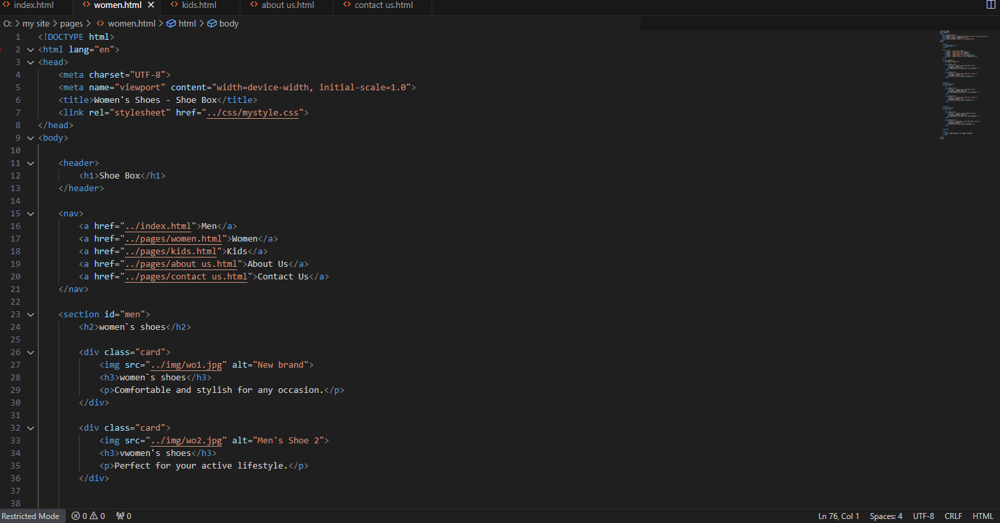 index.html women.html kids.html about us.html contact us.html
O: > my site > pages > women.html > html > body
1 <!DOCTYPE html>
2 <html lang="en">
3 <head>
4 <meta charset="UTF-8">
5 <meta name="viewport" content="width=device-width, initial-scale=1.0">
6 <title>Women's Shoes - Shoe Box</title>
7 <link rel="stylesheet" href="../css/mystyle.css">
8 </head>
9 <body>
10
11 <header>
12 <h1>Shoe Box</h1>
13 </header>
14
15 <nav>
16 <a href="../index.html">Men</a>
17 <a href="../pages/women.html">Women</a>
18 <a href="../pages/kids.html">Kids</a>
19 <a href="../pages/about us.html">About Us</a>
20 <a href="../pages/contact us.html">Contact Us</a>
21 </nav>
22
23 <section id="men">
24 <h2>women`s shoes</h2>
25
26 <div class="card">
27 <img src="../img/wo1.jpg" alt="New brand">
28 <h3>women`s shoes</h3>
29 <p>Comfortable and stylish for any occasion.</p>
30 </div>
31
32 <div class="card">
33 <img src="../img/wo2.jpg" alt="Men's Shoe 2">
34 <h3>vwomen's shoes</h3>
35 <p>Perfect for your active lifestyle.</p>
36 </div>
37
38
Restricted Mode 0 0 0 Ln 76, Col 1 Spaces: 4 UTF-8 CRLF HTML